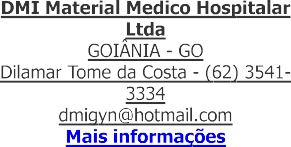 DMI Material Medico Hospitalar
Ltda
GOIÂNIA - GO
Dilamar Tome da Costa - (62) 3541-
3334
dmigyn@hotmail.com
Mais informações